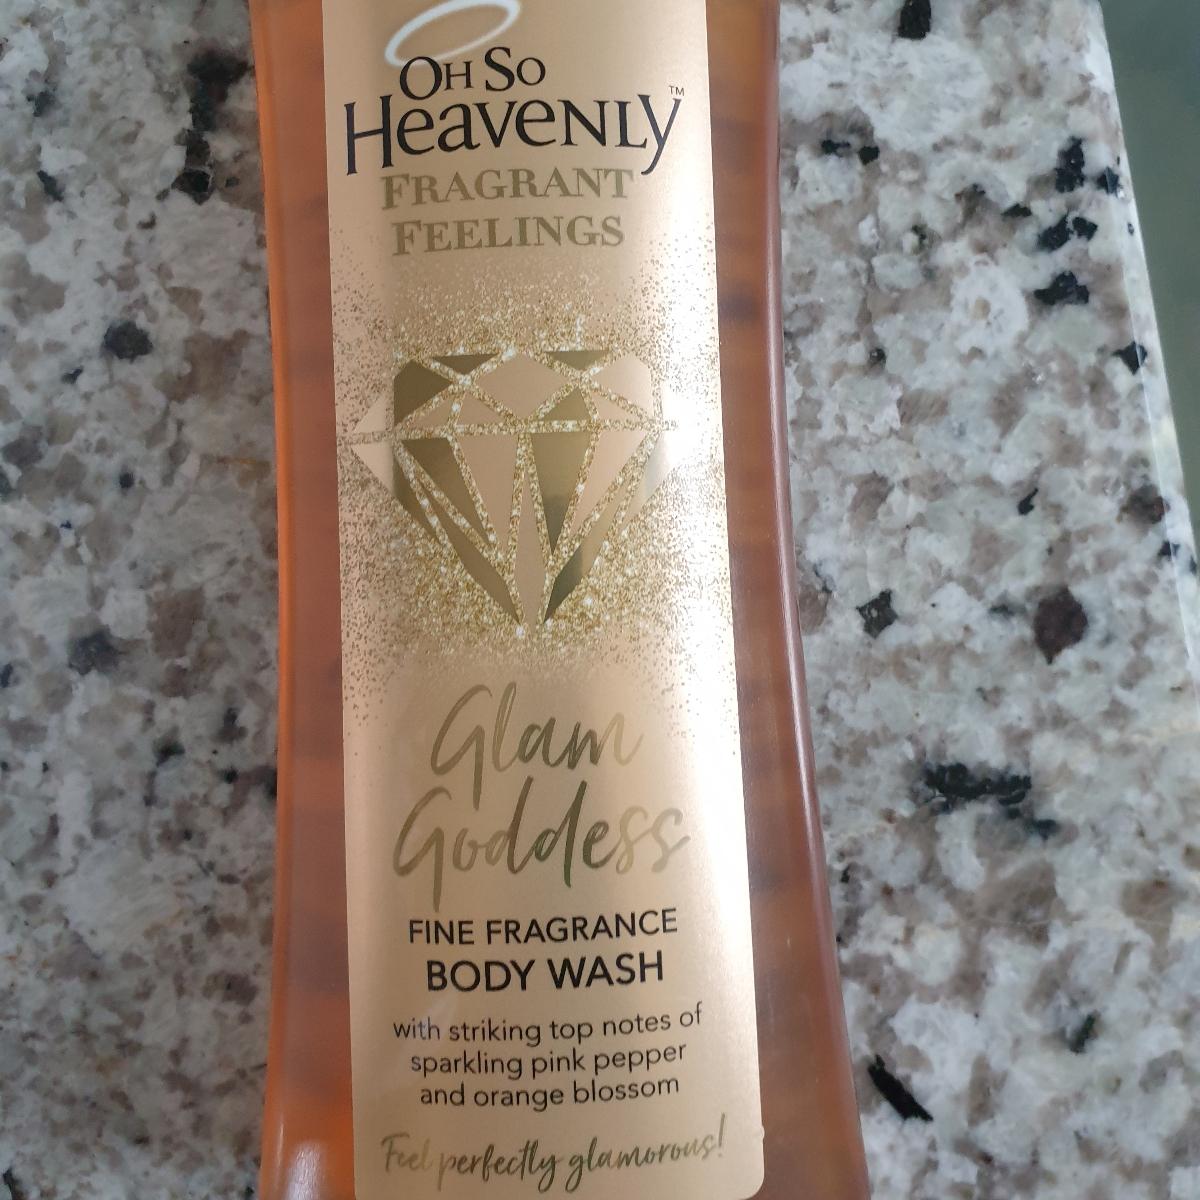 OH SO
HEAVENLY™
FRAGRANT
FEELINGS
Glam
Goddess
FINE FRAGRANCE
BODY WASH
with striking top notes of
sparkling pink pepper
and orange blossom
Feel perfectly glamorous!